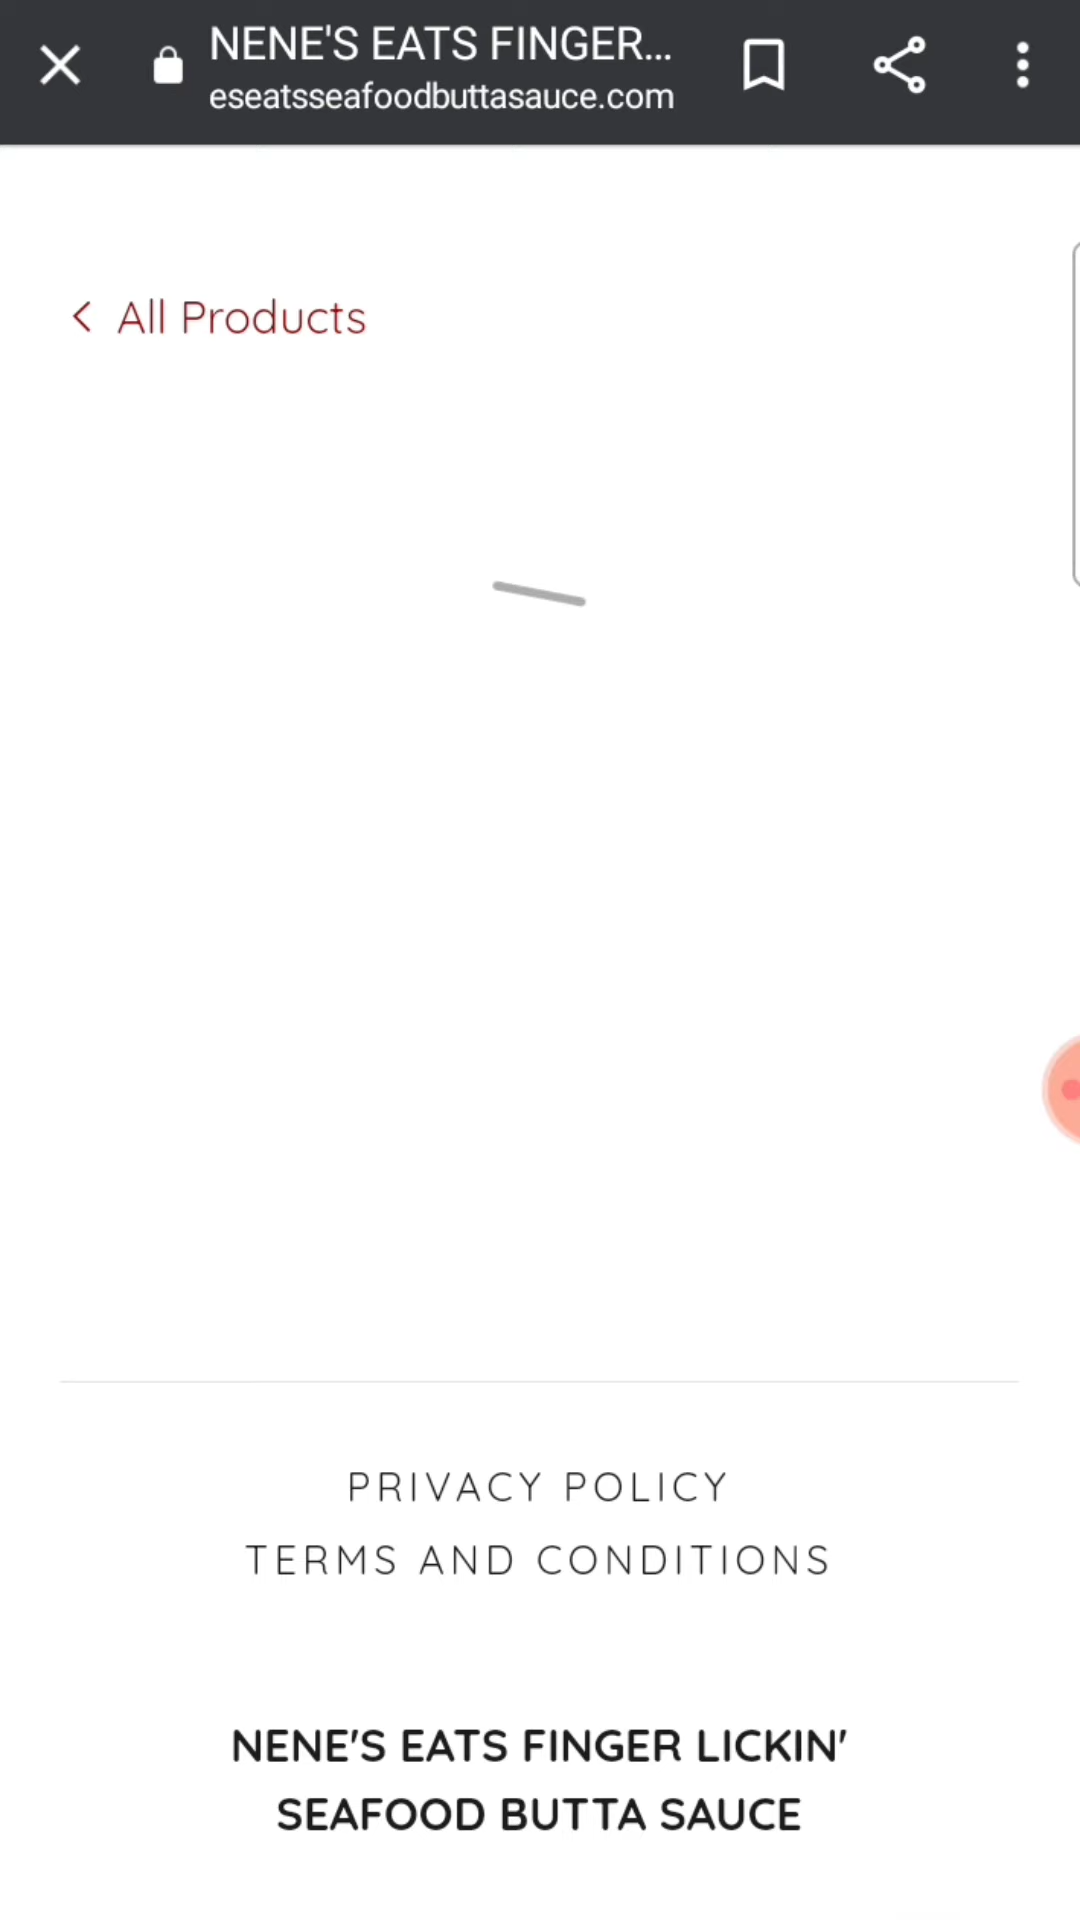 NENE'S EATS FINGER...
eseatsseafoodbuttasauce.com
All Products
PRIVACY POLICY
TERMS AND CONDITIONS
NENE'S EATS FINGER LICKIN'
SEAFOOD BUTTA SAUCE